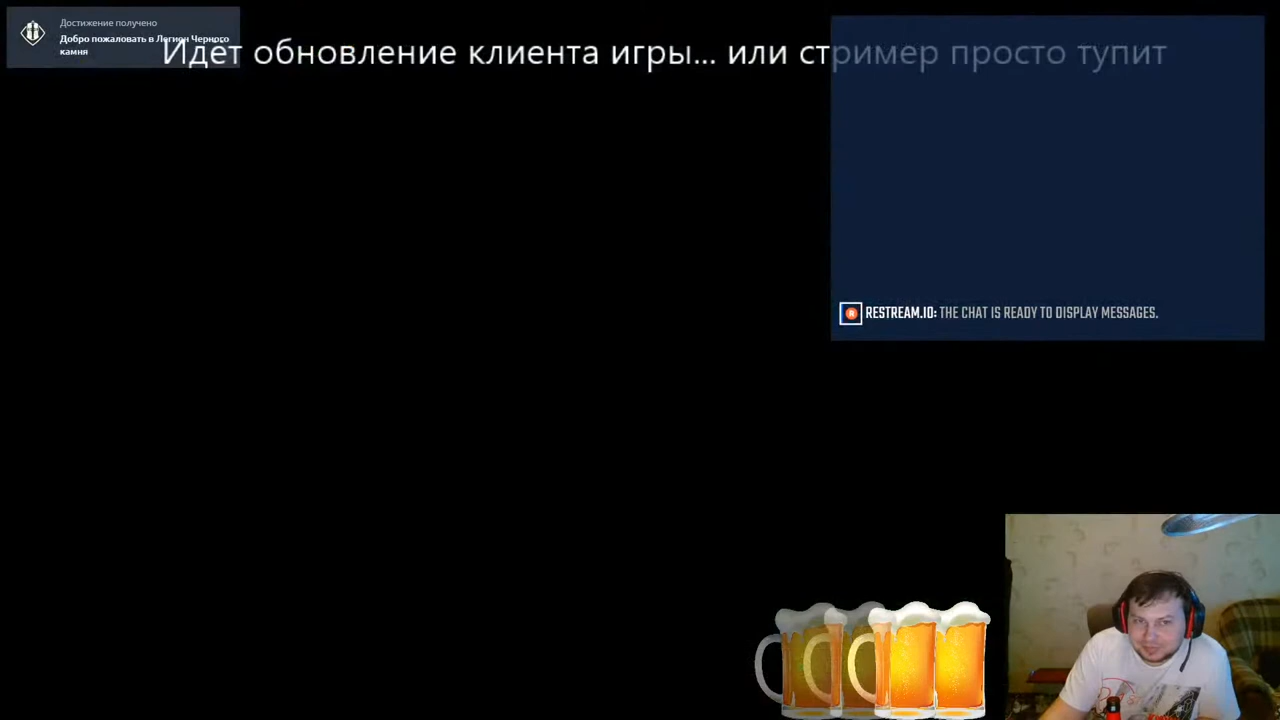 Достижение получено
Добро пожаловать в Легион Черного
камня
Идет обновление клиента игры... или стример просто тупит
RESTREAM.IO: THE CHAT IS READY TO DISPLAY MESSAGES.